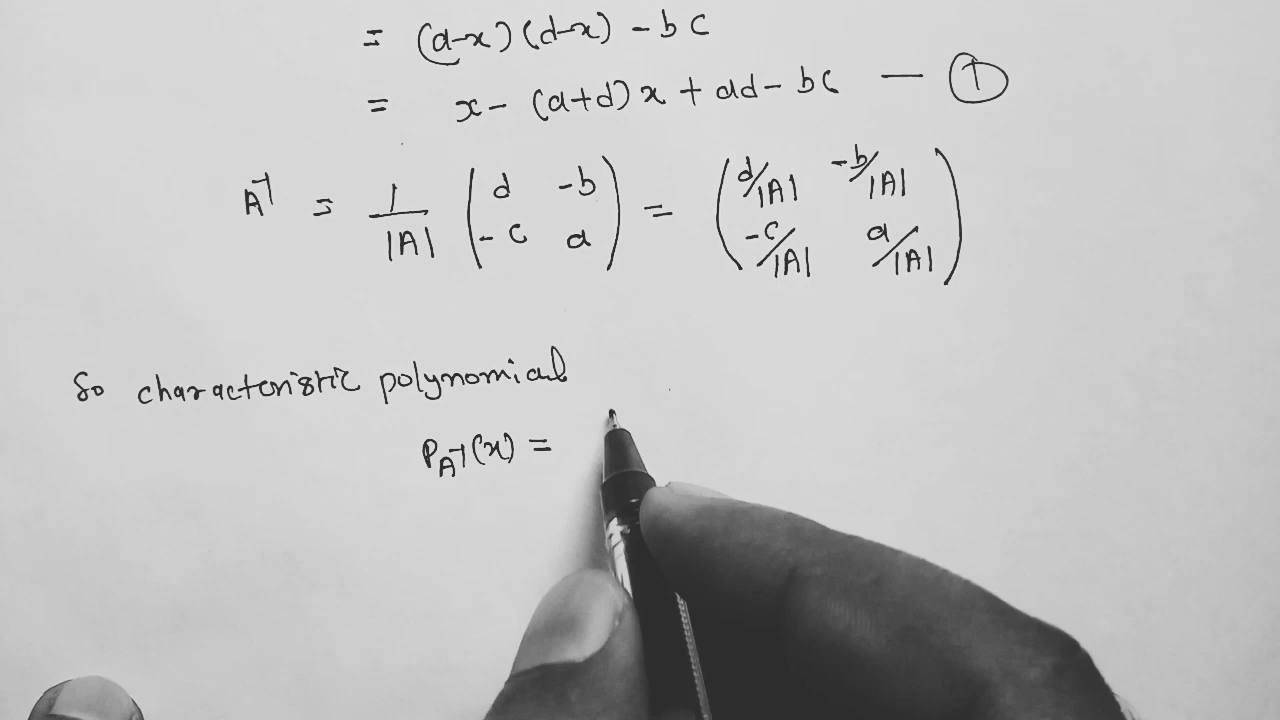 = (a-x)(d-x) - bc
= x - (a+d)x + ad - bc — ①
A⁻¹ = 1/|A| ( d -b -c a ) = ( d/|A| -b/|A| -c/|A| a/|A| )
So characteristic polynomial
P_A⁻¹(x) =